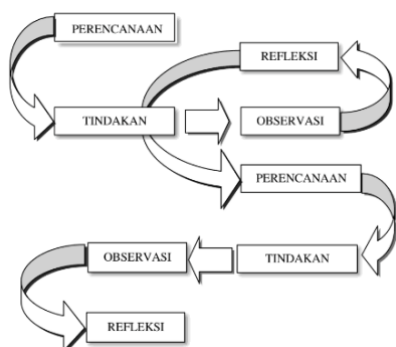 PERENCANAAN
REFLEKSI
TINDAKAN
OBSERVASI
PERENCANAAN
OBSERVASI
TINDAKAN
REFLEKSI